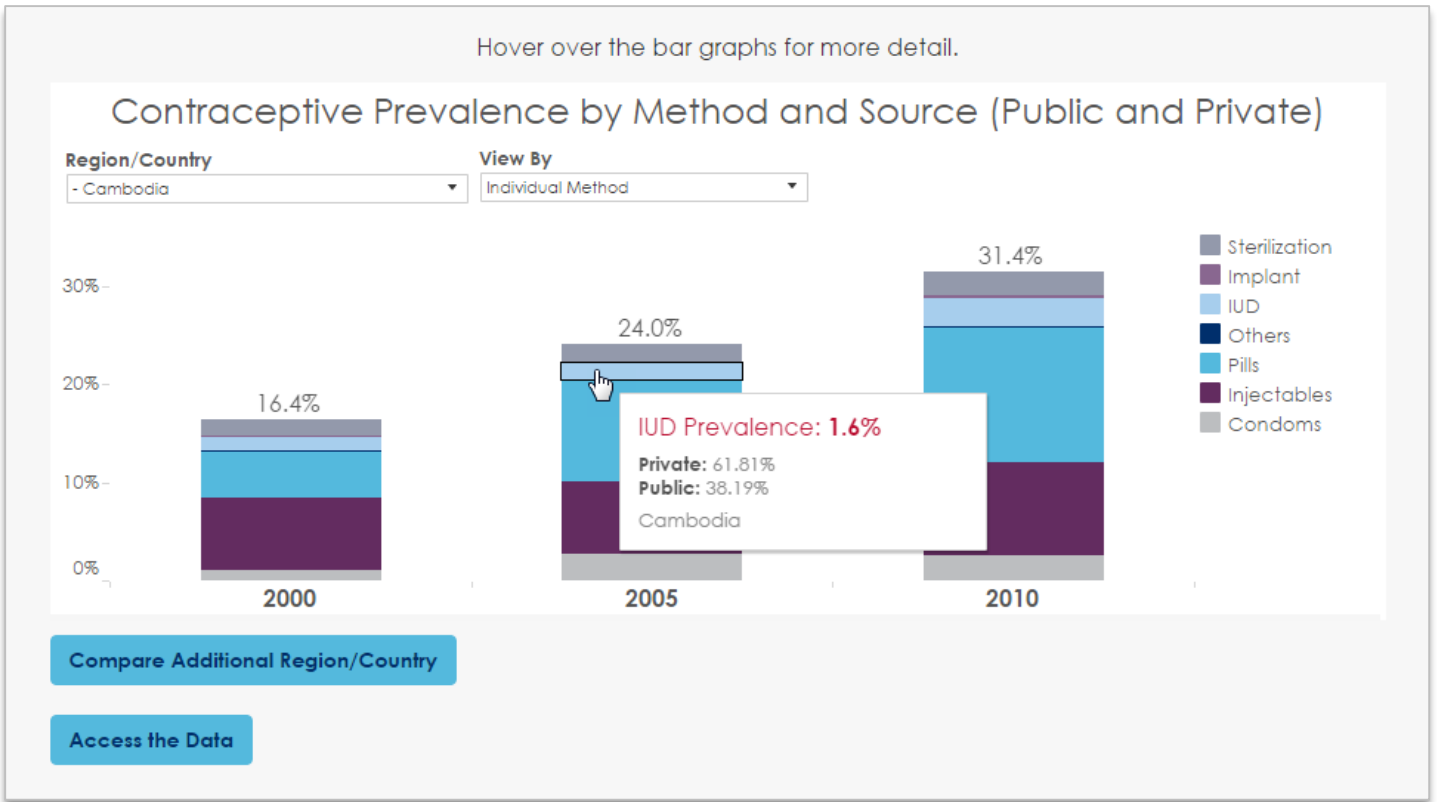 Hover over the bar graphs for more detail.
Contraceptive Prevalence by Method and Source (Public and Private)
Region/Country
View By
- Cambodia
Individual Method
30%
20%
10%
0%
16.4%
24.0%
31.4%
IUD Prevalence: 1.6%
Private: 61.81%
Public: 38.19%
Cambodia
2000
2005
2010
Sterilization
Implant
IUD
Others
Pills
Injectables
Condoms
Compare Additional Region/Country
Access the Data